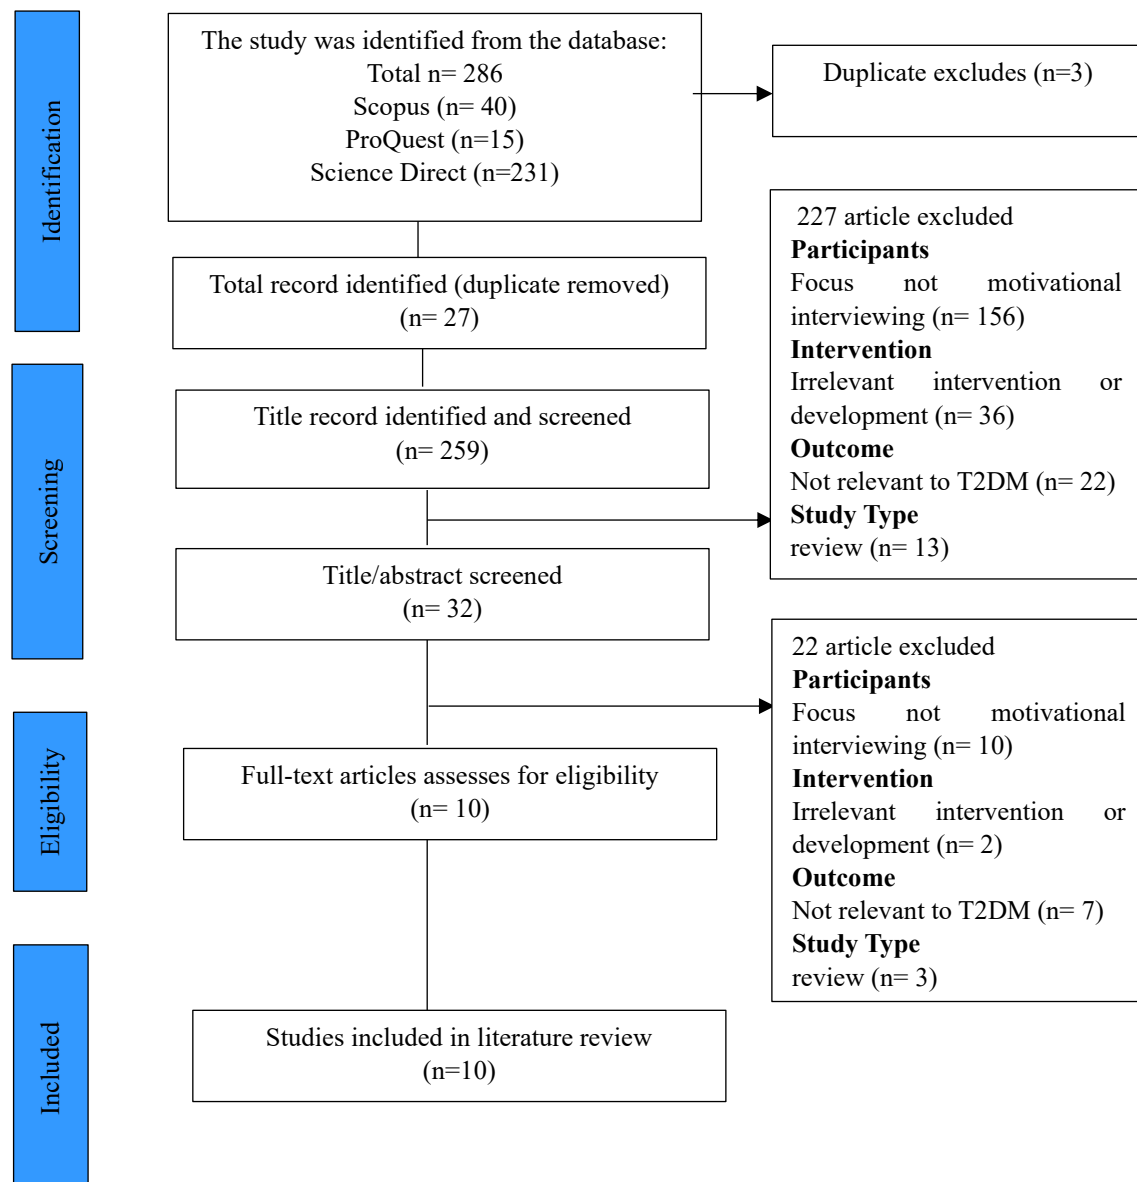 Identification
The study was identified from the database:
Total n= 286
Scopus (n= 40)
ProQuest (n=15)
Science Direct (n=231)
Duplicate excludes (n=3)
Total record identified (duplicate removed)
(n= 27)
227 article excluded
Participants
Focus not motivational
interviewing (n= 156)
Intervention
Irrelevant intervention or
development (n= 36)
Outcome
Not relevant to T2DM (n= 22)
Study Type
review (n= 13)
Screening
Title record identified and screened
(n= 259)
Title/abstract screened
(n= 32)
22 article excluded
Participants
Focus not motivational
interviewing (n= 10)
Intervention
Irrelevant intervention or
development (n= 2)
Outcome
Not relevant to T2DM (n= 7)
Study Type
review (n= 3)
Eligibility
Full-text articles assesses for eligibility
(n= 10)
Included
Studies included in literature review
(n=10)